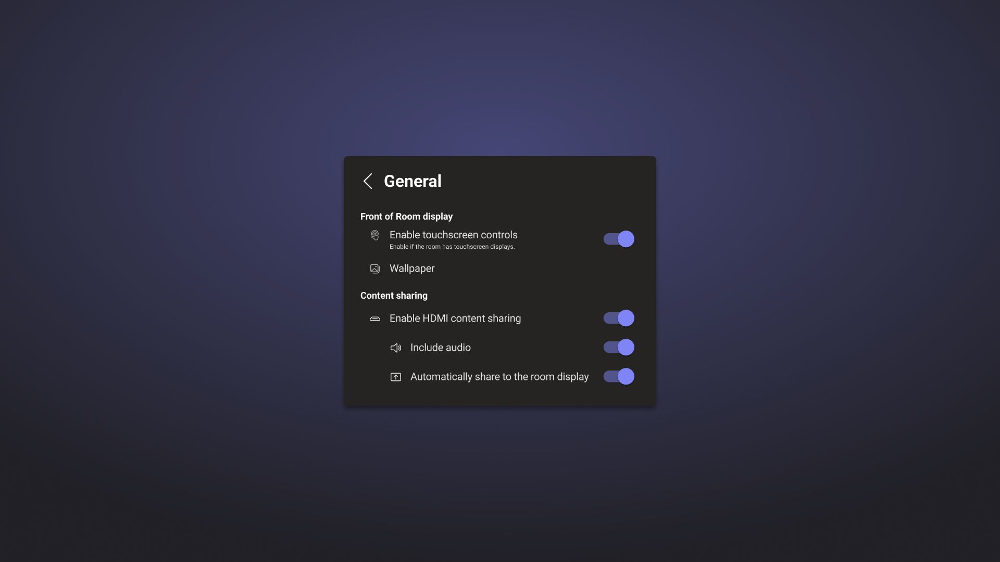 General
Front of Room display
Enable touchscreen controls
Enable if the room has touchscreen displays.
Wallpaper
Content sharing
Enable HDMI content sharing
Include audio
Automatically share to the room display